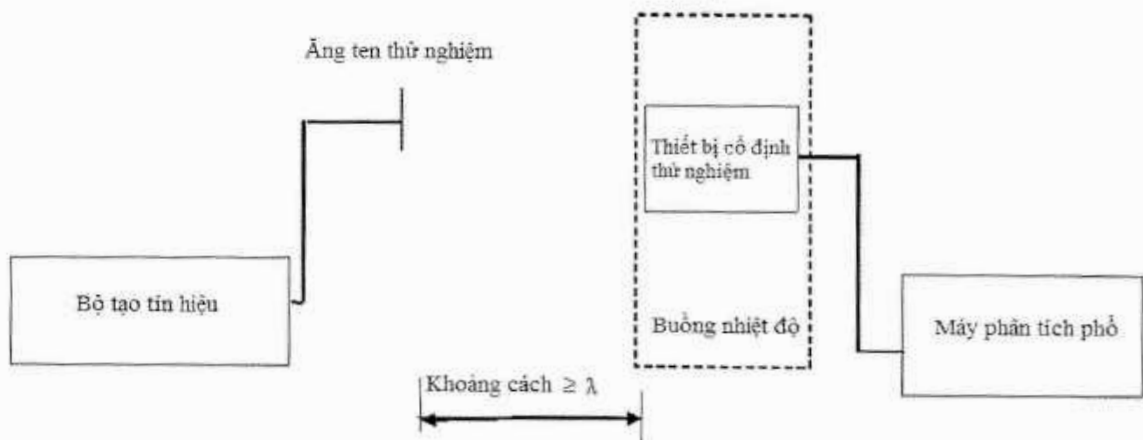 Ăng ten thử nghiệm
Thiết bị cố định
thử nghiệm
Bộ tạo tín hiệu
Buồng nhiệt độ
Máy phân tích phổ
Khoảng cách ≥ λ